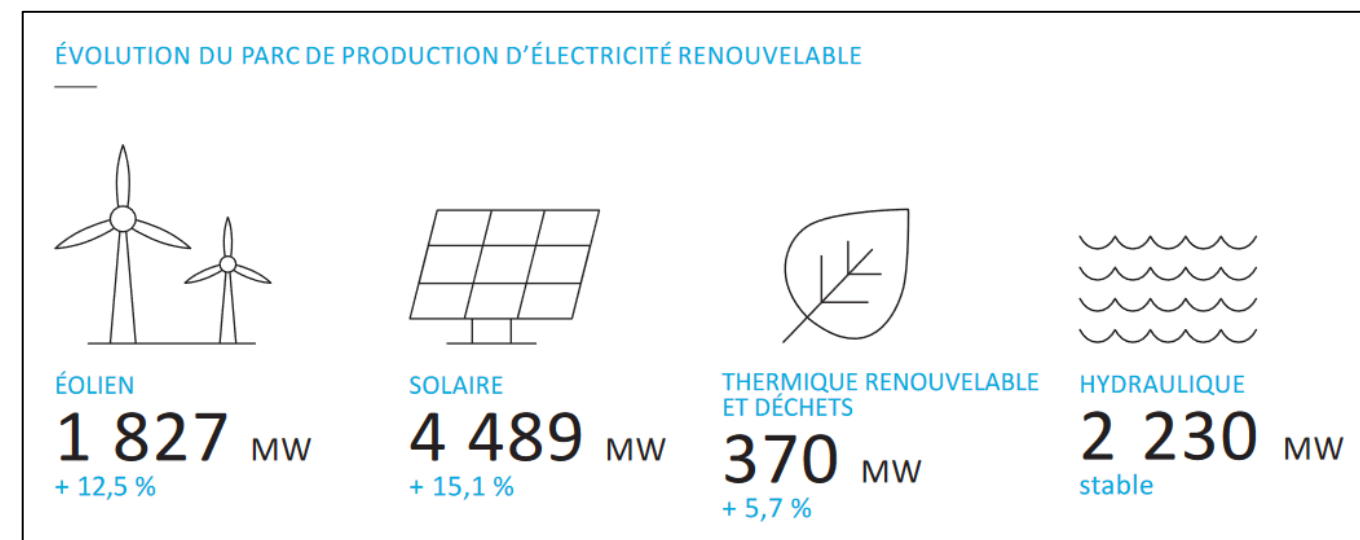 ÉVOLUTION DU PARC DE PRODUCTION D’ÉLECTRICITÉ RENOUVELABLE
ÉOLIEN
1 827 MW
+ 12,5 %
SOLAIRE
4 489 MW
+ 15,1 %
THERMIQUE RENOUVELABLE
ET DÉCHETS
370 MW
+ 5,7 %
HYDRAULIQUE
2 230 MW
stable